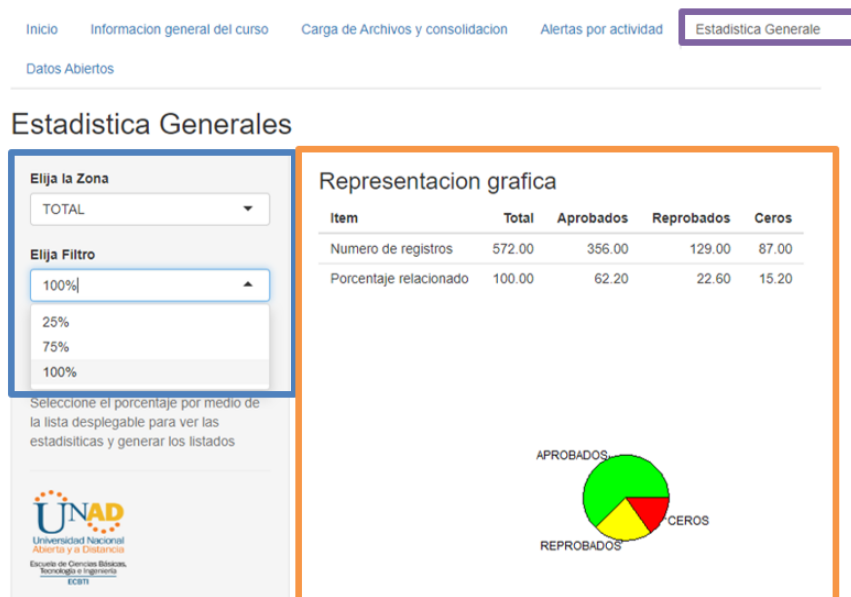 Inicio Informacion general del curso Carga de Archivos y consolidacion Alertas por actividad Estadistica Generale
Datos Abiertos
Estadistica Generales
Elija la Zona
TOTAL
Elija Filtro
100%
25%
75%
100%
Seleccione el porcentaje por medio de
la lista desplegable para ver las
estadisiticas y generar los listados
UNAD
Universidad Nacional
Abierta y a Distancia
Escuela de Ciencias Básicas,
Tecnología e Ingeniería
ECBTI
Representacion grafica
Item Total Aprobados Reprobados Ceros
Numero de registros 572.00 356.00 129.00 87.00
Porcentaje relacionado 100.00 62.20 22.60 15.20
APROBADOS
CEROS
REPROBADOS